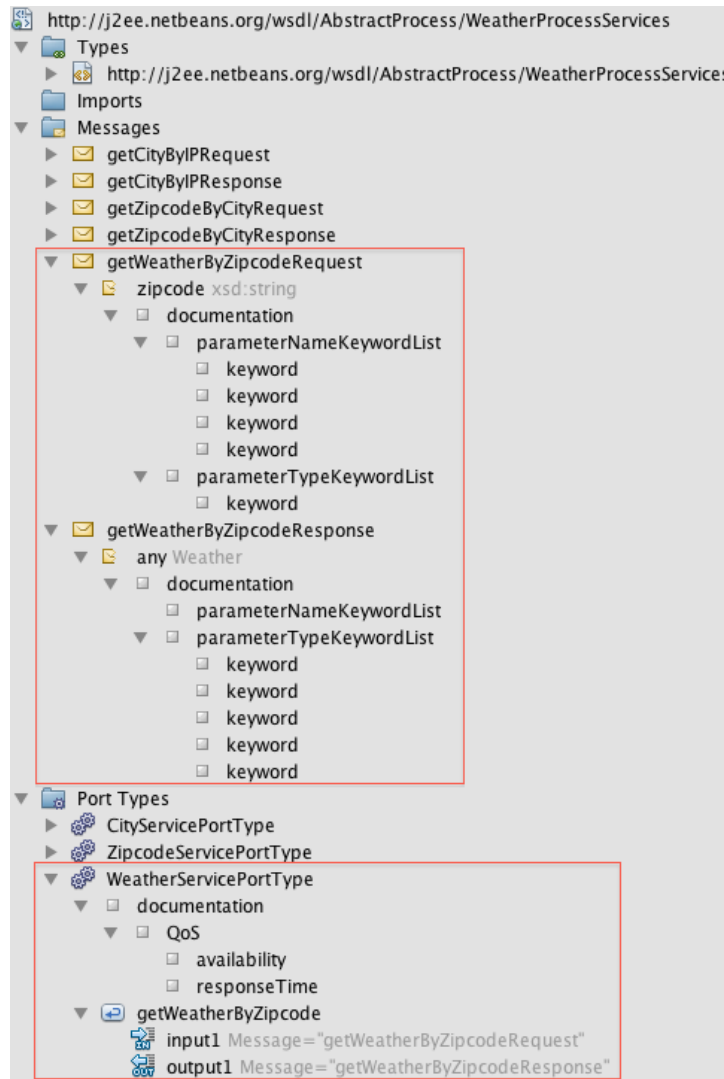 http://j2ee.netbeans.org/wsdl/AbstractProcess/WeatherProcessServices
Types
http://j2ee.netbeans.org/wsdl/AbstractProcess/WeatherProcessServices
Imports
Messages
getCityByIPRequest
getCityByIPResponse
getZipcodeByCityRequest
getZipcodeByCityResponse
getWeatherByZipcodeRequest
zipcode xsd:string
documentation
parameterNameKeywordList
keyword
keyword
keyword
keyword
parameterTypeKeywordList
keyword
getWeatherByZipcodeResponse
any Weather
documentation
parameterNameKeywordList
parameterTypeKeywordList
keyword
keyword
keyword
keyword
keyword
Port Types
CityServicePortType
ZipcodeServicePortType
WeatherServicePortType
documentation
QoS
availability
responseTime
getWeatherByZipcode
IN input1 Message="getWeatherByZipcodeRequest"
OUT output1 Message="getWeatherByZipcodeResponse"